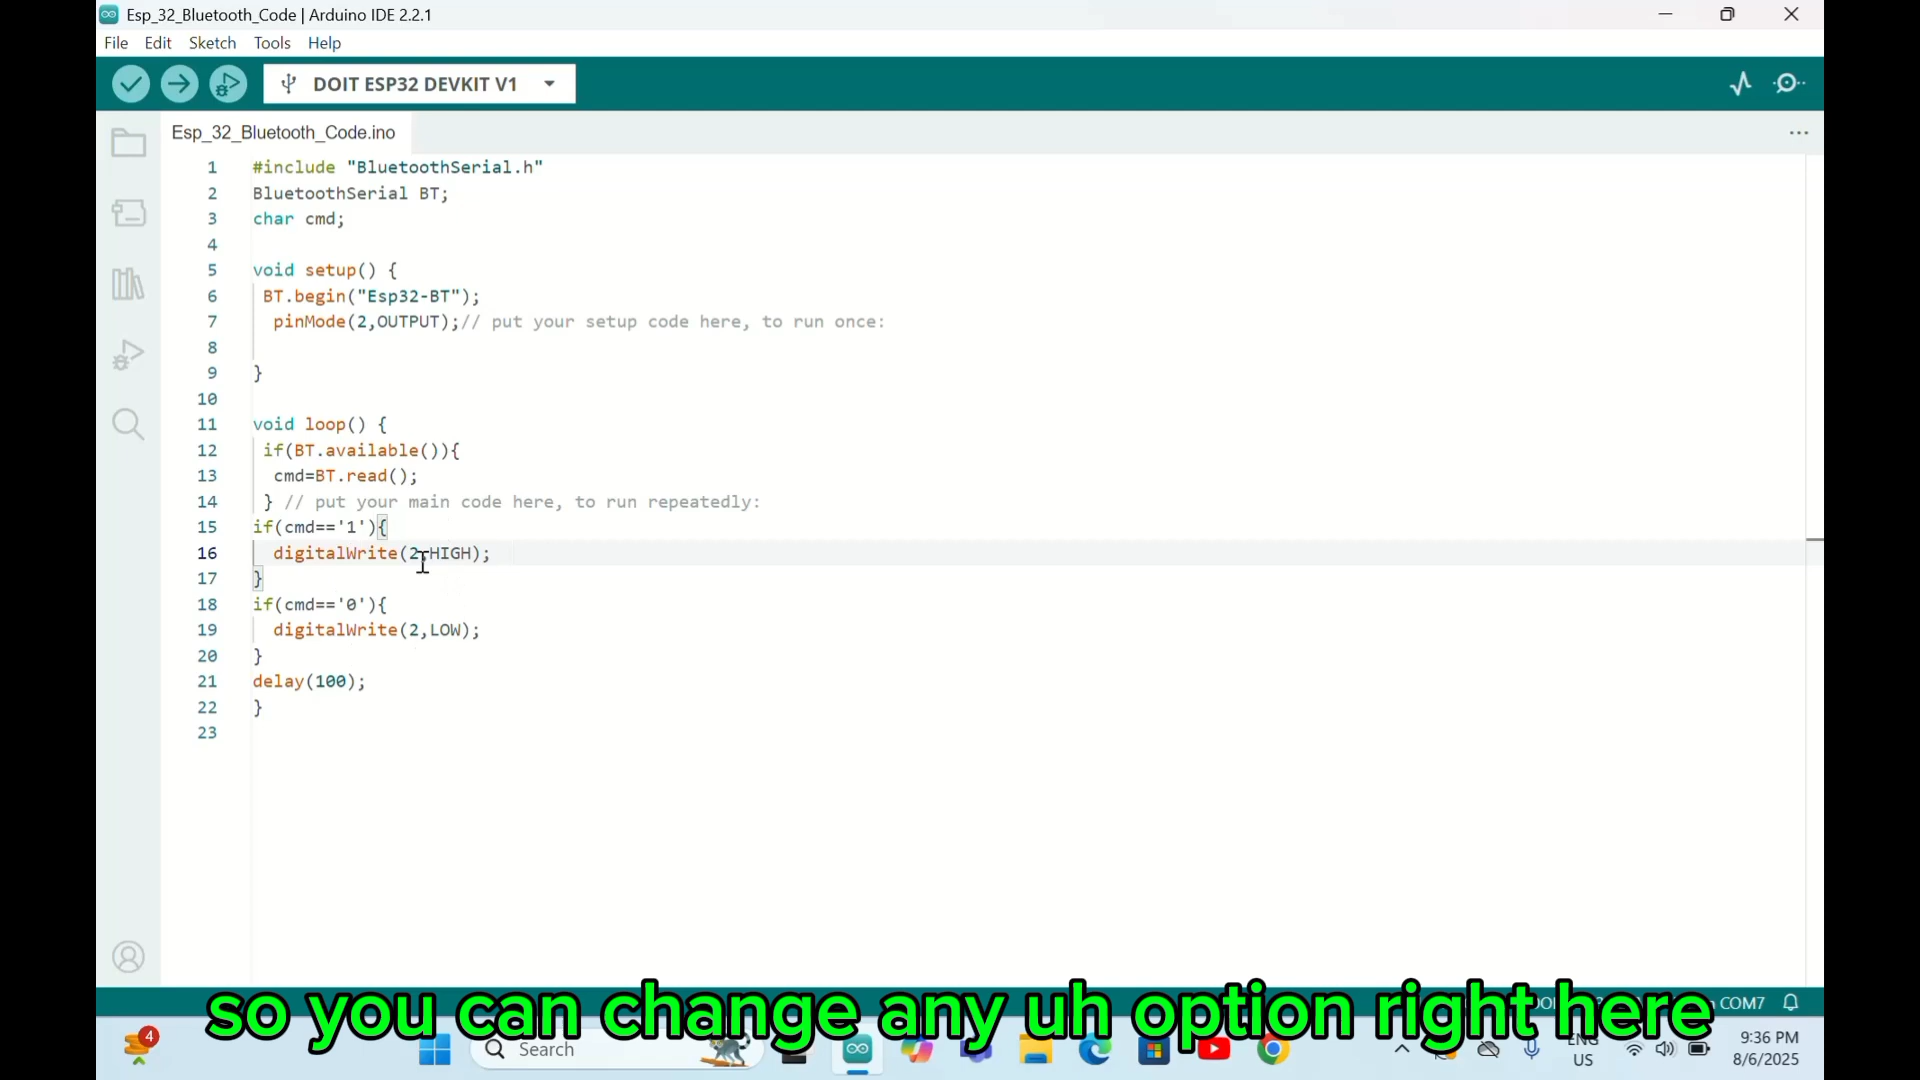 Esp_32_Bluetooth_Code | Arduino IDE 2.2.1
File Edit Sketch Tools Help
DOIT ESP32 DEVKIT V1
Esp_32_Bluetooth_Code.ino
1 #include "BluetoothSerial.h"
2 BluetoothSerial BT;
3 char cmd;
4
5 void setup() {
6 BT.begin("Esp32-BT");
7 pinMode(2,OUTPUT);// put your setup code here, to run once:
8
9 }
10
11 void loop() {
12 if(BT.available()){
13 cmd=BT.read();
14 } // put your main code here, to run repeatedly:
15 if(cmd=='1'){
16 digitalWrite(2,HIGH);
17 }
18 if(cmd=='0'){
19 digitalWrite(2,LOW);
20 }
21 delay(100);
22 }
23
so you can change any uh option right here
COM7
4
Search
ENG
US
9:36 PM
8/6/2025